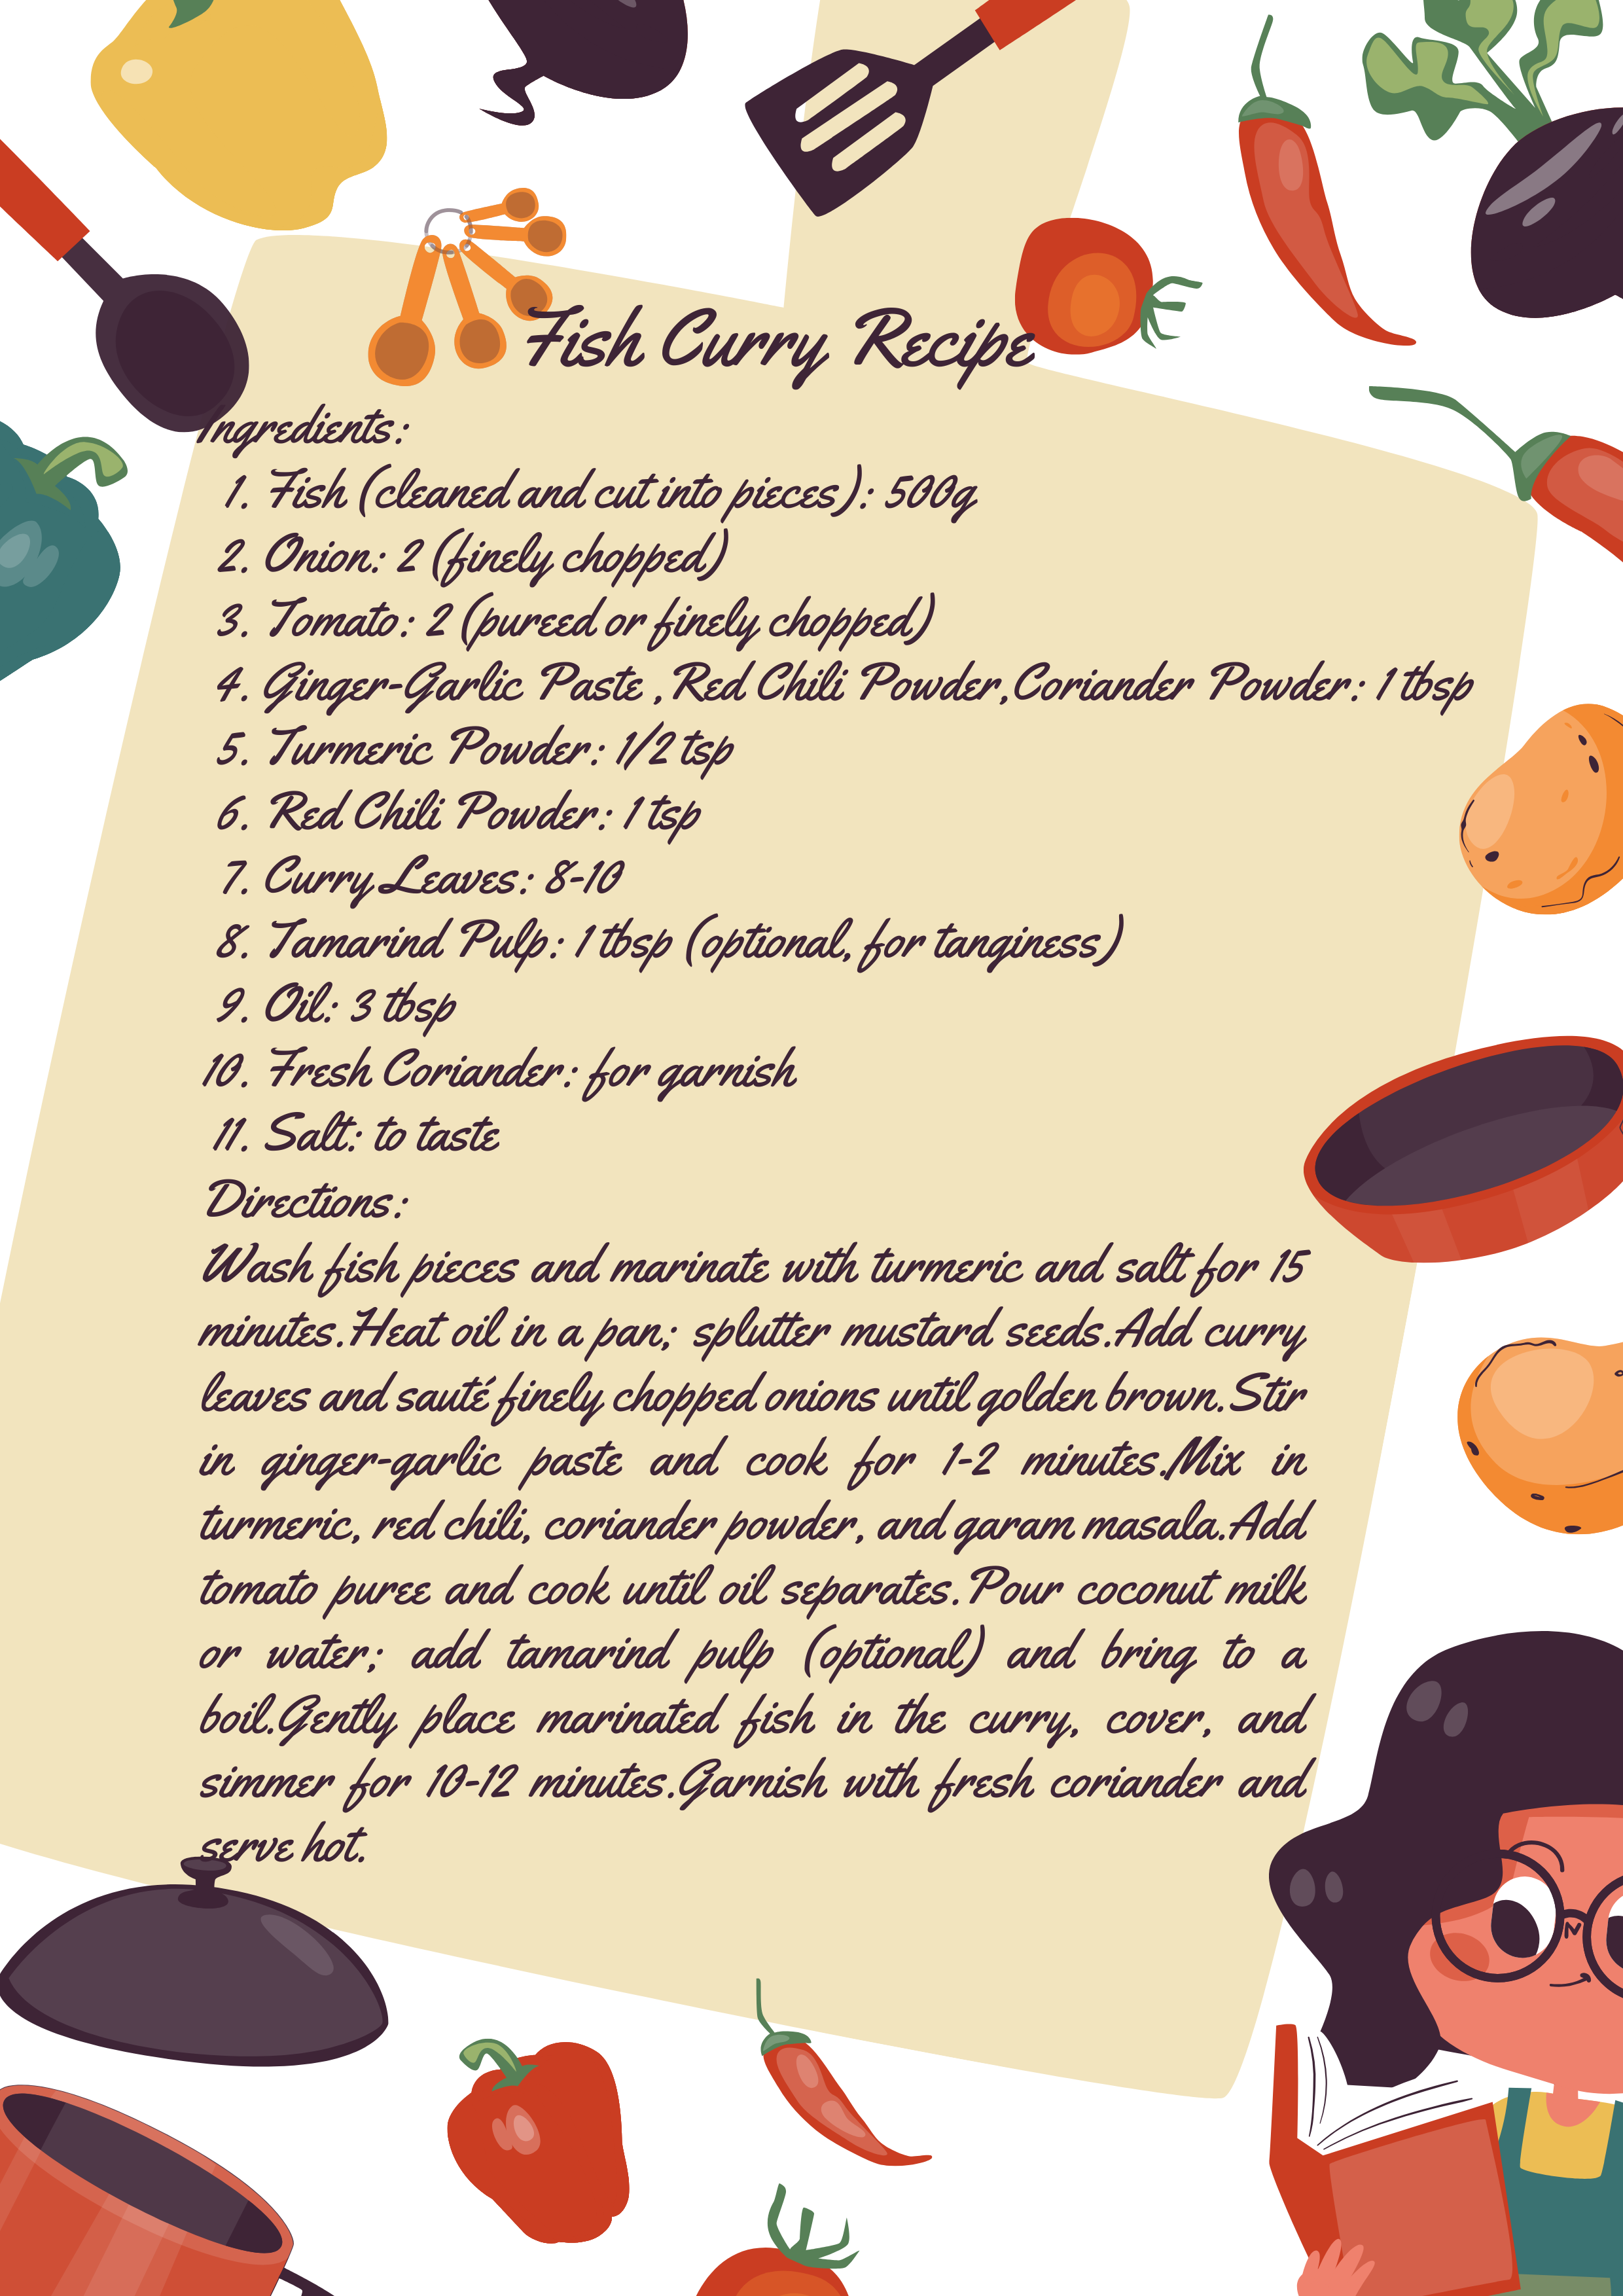 Fish Curry Recipe
Ingredients:
1. Fish (cleaned and cut into pieces): 500g
2. Onion: 2 (finely chopped)
3. Tomato: 2 (pureed or finely chopped)
4. Ginger-Garlic Paste ,Red Chili Powder,Coriander Powder: 1 tbsp
5. Turmeric Powder: 1/2 tsp
6. Red Chili Powder: 1 tsp
7. Curry Leaves: 8-10
8. Tamarind Pulp: 1 tbsp (optional, for tanginess)
9. Oil: 3 tbsp
10. Fresh Coriander: for garnish
11. Salt: to taste
Directions:
Wash fish pieces and marinate with turmeric and salt for 15
minutes.Heat oil in a pan; splutter mustard seeds.Add curry
leaves and sauté finely chopped onions until golden brown.Stir
in ginger-garlic paste and cook for 1-2 minutes.Mix in
turmeric, red chili, coriander powder, and garam masala.Add
tomato puree and cook until oil separates.Pour coconut milk
or water; add tamarind pulp (optional) and bring to a
boil.Gently place marinated fish in the curry, cover, and
simmer for 10-12 minutes.Garnish with fresh coriander and
serve hot.